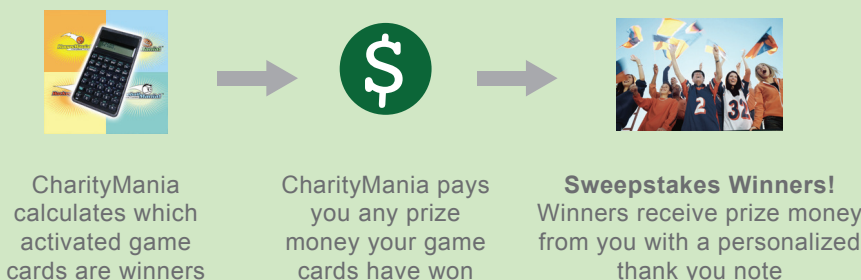 $
2
32
CharityMania
calculates which
activated game
cards are winners
CharityMania pays
you any prize
money your game
cards have won
Sweepstakes Winners!
Winners receive prize money
from you with a personalized
thank you note